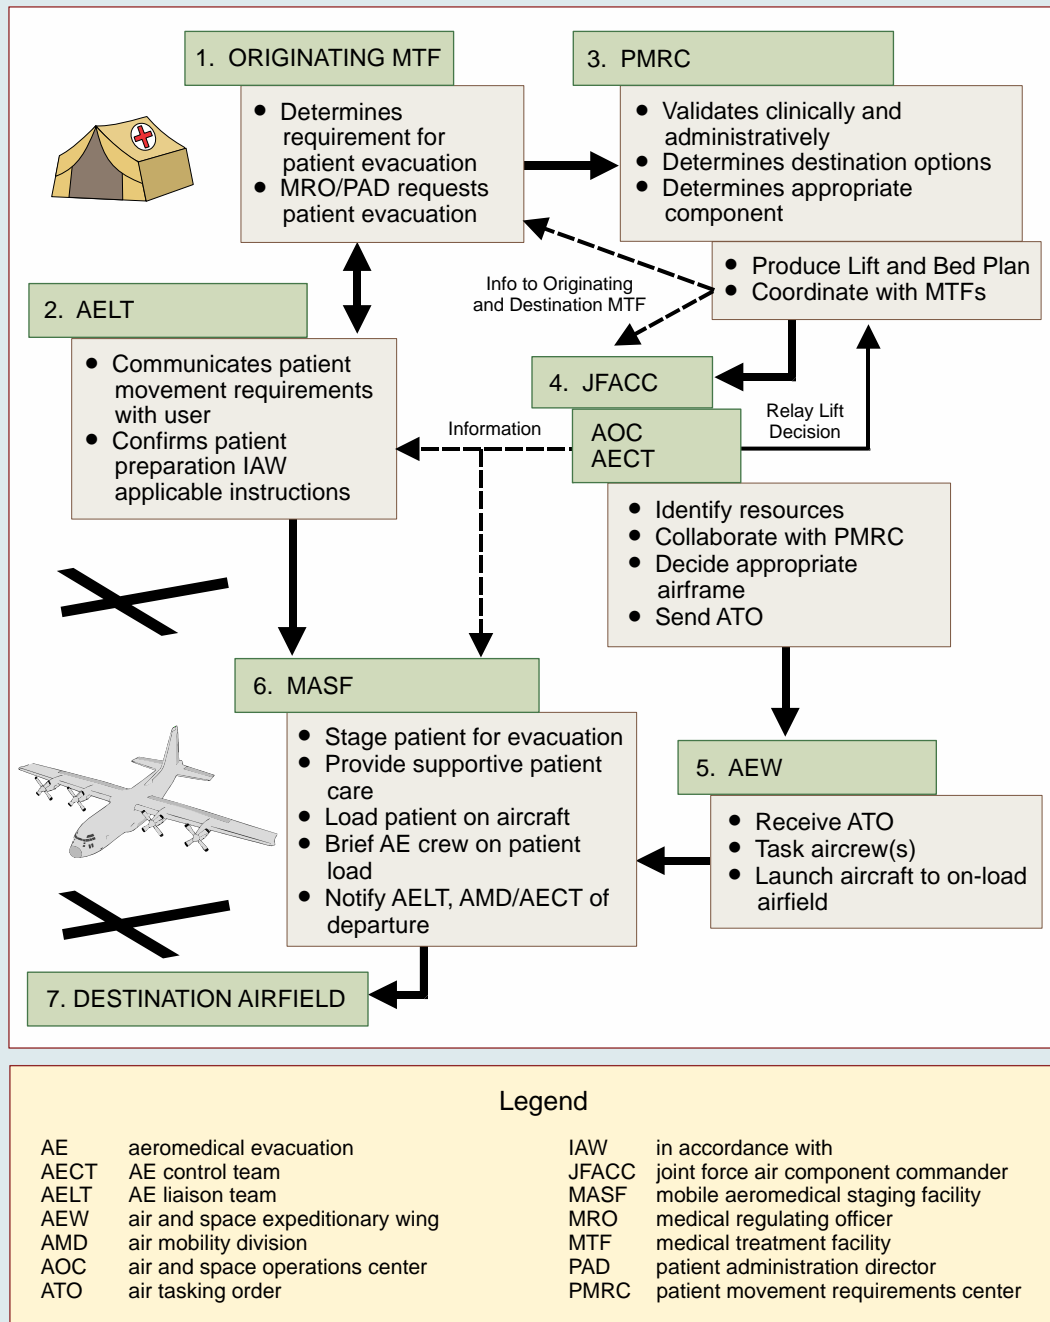 1. ORIGINATING MTF
• Determines
requirement for
patient evacuation
• MRO/PAD requests
patient evacuation
3. PMRC
• Validates clinically and
administratively
• Determines destination options
• Determines appropriate
component
• Produce Lift and Bed Plan
• Coordinate with MTFs
Info to Originating
and Destination MTF
2. AELT
• Communicates patient
movement requirements
with user
• Confirms patient
preparation IAW
applicable instructions
4. JFACC
AOC
AECT
Information
Relay Lift
Decision
• Identify resources
• Collaborate with PMRC
• Decide appropriate
airframe
• Send ATO
6. MASF
• Stage patient for evacuation
• Provide supportive patient
care
• Load patient on aircraft
• Brief AE crew on patient
load
• Notify AELT, AMD/AECT of
departure
5. AEW
• Receive ATO
• Task aircrew(s)
• Launch aircraft to on-load
airfield
7. DESTINATION AIRFIELD
Legend
AE aeromedical evacuation
AECT AE control team
AELT AE liaison team
AEW air and space expeditionary wing
AMD air mobility division
AOC air and space operations center
ATO air tasking order
IAW in accordance with
JFACC joint force air component commander
MASF mobile aeromedical staging facility
MRO medical regulating officer
MTF medical treatment facility
PAD patient administration director
PMRC patient movement requirements center